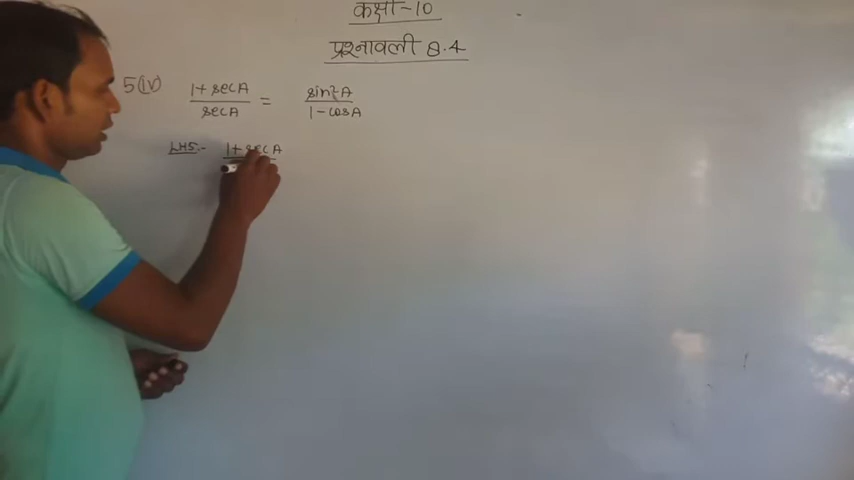 कक्षा-10
प्रश्नावली 8.4
5(iv) 1+secA / secA = sin²A / 1-cosA
LHS:- 1+secA